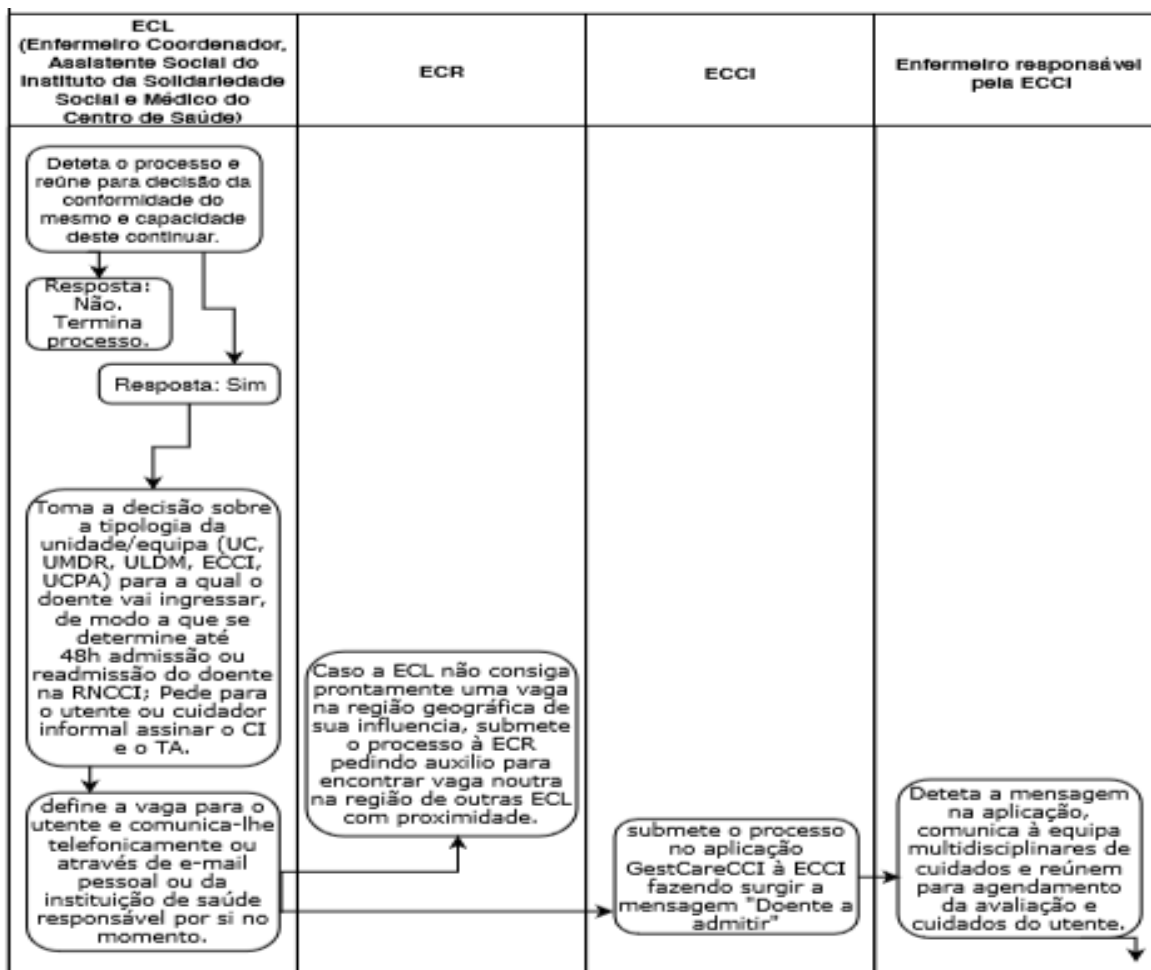 ECL
(Enfermeiro Coordenador,
Assistente Social do
Instituto da Solidariedade
Social e Médico do
Centro de Saúde)
ECR
ECCI
Enfermeiro responsável
pela ECCI
Deteta o processo e
reúne para decisão da
conformidade do
mesmo e capacidade
deste continuar.
Resposta:
Não.
Termina
processo.
Resposta: Sim
Toma a decisão sobre
a tipologia da
unidade/equipa (UC,
UMDR, ULDM, ECCI,
UCPA) para a qual o
doente vai ingressar,
de modo a que se
determine até
48h admissão ou
readmissão do doente
na RNCCI; Pede para
o utente ou cuidador
informal assinar o CI
e o TA.
define a vaga para o
utente e comunica-lhe
telefonicamente ou
através de e-mail
pessoal ou da
instituição de saúde
responsável por si no
momento.
Caso a ECL não consiga
prontamente uma vaga
na região geográfica de
sua influencia, submete
o processo à ECR
pedindo auxilio para
encontrar vaga noutra
na região de outras ECL
com proximidade.
submete o processo
no aplicação
GestCareCCI à ECCI
fazendo surgir a
mensagem "Doente a
admitir"
Deteta a mensagem
na aplicação,
comunica à equipa
multidisciplinares de
cuidados e reúnem
para agendamento
da avaliação e
cuidados do utente.